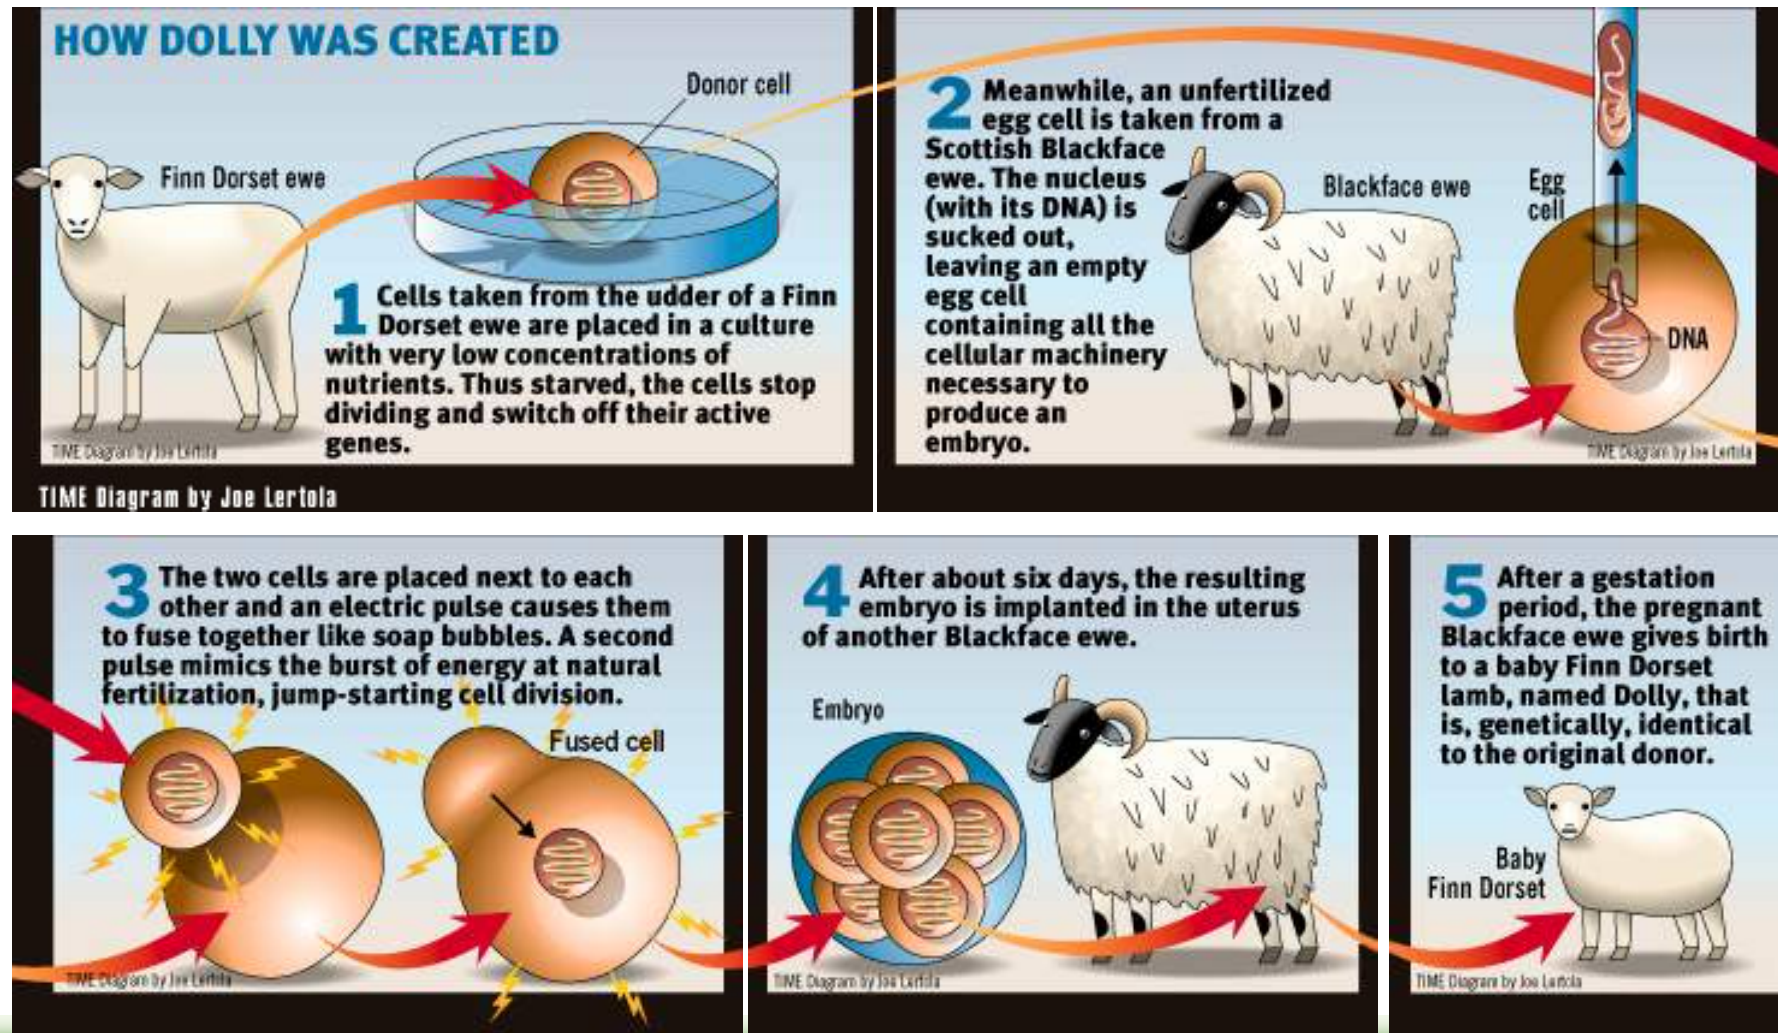 HOW DOLLY WAS CREATED
Donor cell
Finn Dorset ewe
1 Cells taken from the udder of a Finn
Dorset ewe are placed in a culture
with very low concentrations of
nutrients. Thus starved, the cells stop
dividing and switch off their active
genes.
TIME Diagram by Joe Lertola
TIME Diagram by Joe Lertola
2 Meanwhile, an unfertilized
egg cell is taken from a
Scottish Blackface
ewe. The nucleus
(with its DNA) is
sucked out,
leaving an empty
egg cell
containing all the
cellular machinery
necessary to
produce an
embryo.
Blackface ewe
Egg
cell
DNA
TIME Diagram by Joe Lertola
3 The two cells are placed next to each
other and an electric pulse causes them
to fuse together like soap bubbles. A second
pulse mimics the burst of energy at natural
fertilization, jump-starting cell division.
Fused cell
TIME Diagram by Joe Lertola
4 After about six days, the resulting
embryo is implanted in the uterus
of another Blackface ewe.
Embryo
TIME Diagram by Joe Lertola
5 After a gestation
period, the pregnant
Blackface ewe gives birth
to a baby Finn Dorset
lamb, named Dolly, that
is, genetically, identical
to the original donor.
Baby
Finn Dorset
TIME Diagram by Joe Lertola